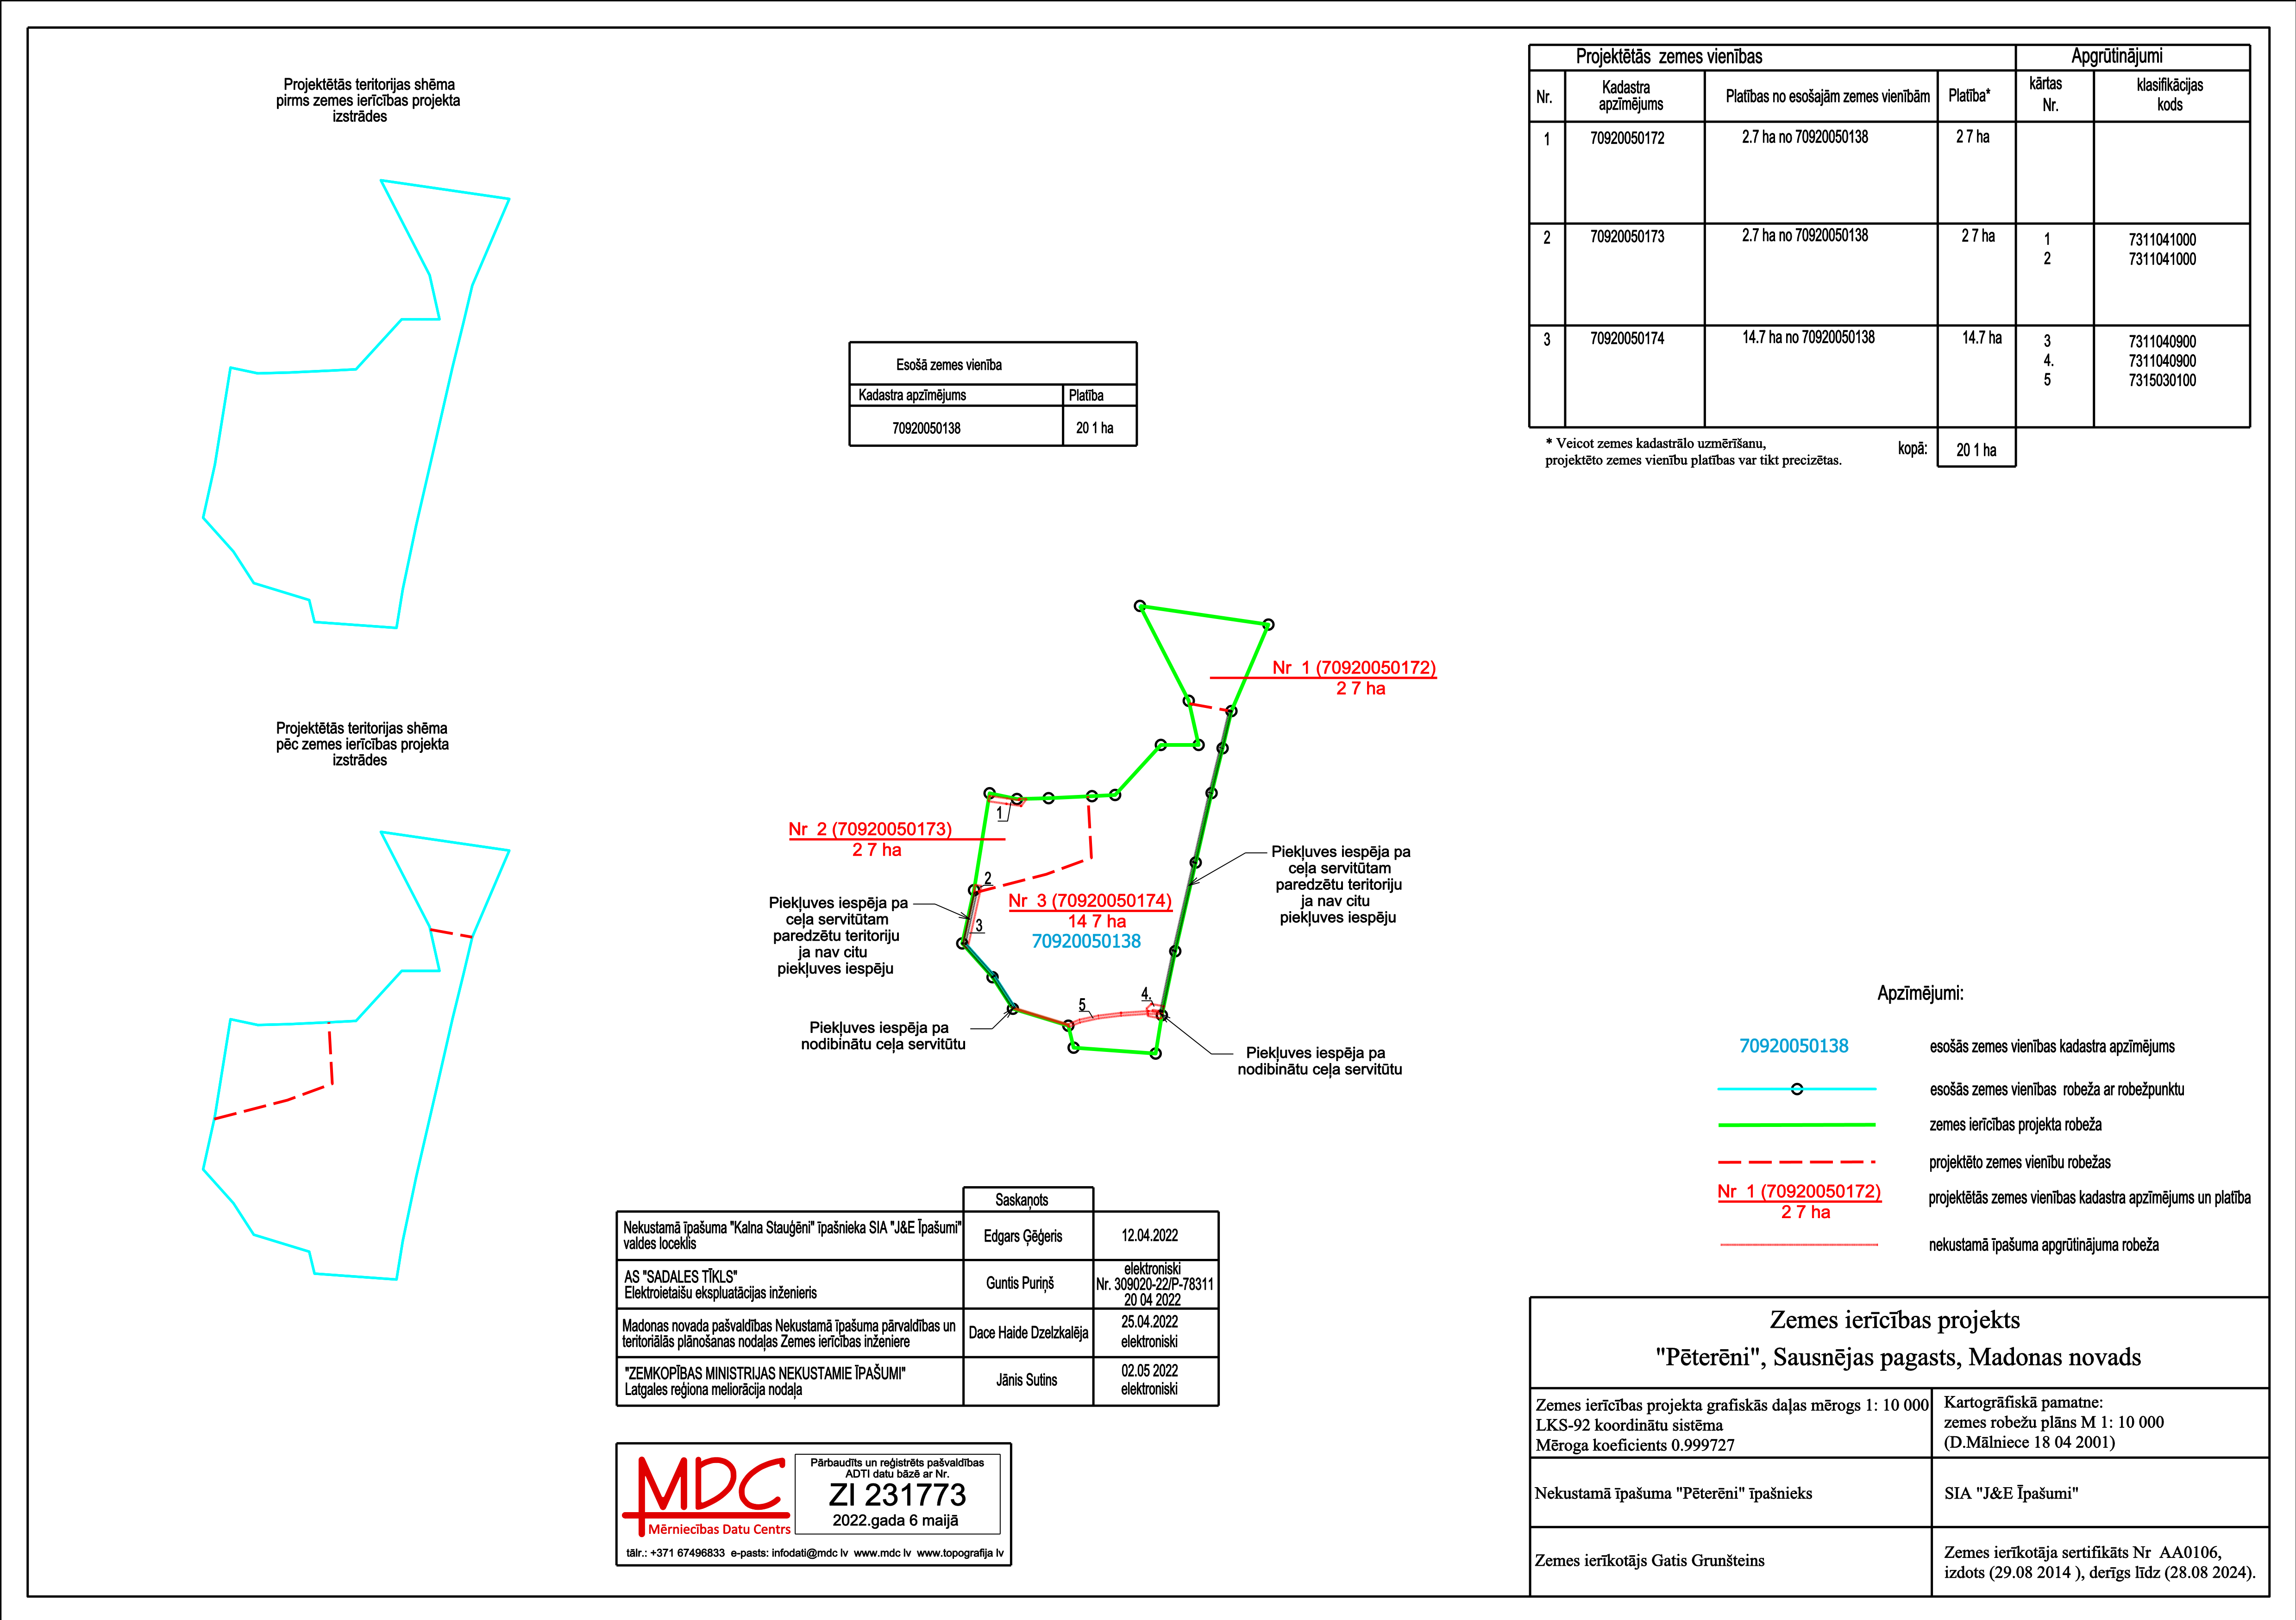 Projektētās teritorijas shēma
pirms zemes ierīcības projekta
izstrādes
Projektētās zemes vienības
Apgrūtinājumi
Nr.
Kadastra
apzīmējums
Platības no esošajām zemes vienībām
Platība*
kārtas
Nr.
klasifikācijas
kods
1
70920050172
2.7 ha no 70920050138
2 7 ha
2
70920050173
2.7 ha no 70920050138
2 7 ha
1
7311041000
2
7311041000
3
70920050174
14.7 ha no 70920050138
14.7 ha
3
7311040900
4.
7311040900
5
7315030100
* Veicot zemes kadastrālo uzmērīšanu,
projektēto zemes vienību platības var tikt precizētas.
kopā:
20 1 ha
Esošā zemes vienība
Kadastra apzīmējums
Platība
70920050138
20 1 ha
Projektētās teritorijas shēma
pēc zemes ierīcības projekta
izstrādes
Nr 1 (70920050172)
2 7 ha
1
Nr 2 (70920050173)
2 7 ha
Piekļuves iespēja pa
ceļa servitūtam
paredzētu teritoriju
ja nav citu
piekļuves iespēju
2
Nr 3 (70920050174)
14 7 ha
70920050138
Piekļuves iespēja pa
ceļa servitūtam
paredzētu teritoriju
ja nav citu
piekļuves iespēju
3
4.
5
Piekļuves iespēja pa
nodibinātu ceļa servitūtu
Piekļuves iespēja pa
nodibinātu ceļa servitūtu
Apzīmējumi:
70920050138
esošās zemes vienības kadastra apzīmējums
esošās zemes vienības robeža ar robežpunktu
zemes ierīcības projekta robeža
projektēto zemes vienību robežas
Nr 1 (70920050172)
2 7 ha
projektētās zemes vienības kadastra apzīmējums un platība
nekustamā īpašuma apgrūtinājuma robeža
Saskaņots
Nekustamā īpašuma "Kalna Stauģēni" īpašnieka SIA "J&E Īpašumi"
valdes loceklis
Edgars Ģēģeris
12.04.2022
AS "SADALES TĪKLS"
Elektroietaišu ekspluatācijas inženieris
Guntis Puriņš
elektroniski
Nr. 309020-22/P-78311
20 04 2022
Madonas novada pašvaldības Nekustamā īpašuma pārvaldības un
teritoriālās plānošanas nodaļas Zemes ierīcības inženiere
Dace Haide Dzelzkalēja
25.04.2022
elektroniski
"ZEMKOPĪBAS MINISTRIJAS NEKUSTAMIE ĪPAŠUMI"
Latgales reģiona meliorācija nodaļa
Jānis Sutins
02.05 2022
elektroniski
MDC
Mērniecības Datu Centrs
Pārbaudīts un reģistrēts pašvaldības
ADTI datu bāzē ar Nr.
ZI 231773
2022.gada 6 maijā
tālr.: +371 67496833 e-pasts: infodati@mdc lv www.mdc lv www.topografija lv
Zemes ierīcības projekts
"Pēterēni", Sausnējas pagasts, Madonas novads
Zemes ierīcības projekta grafiskās daļas mērogs 1: 10 000
LKS-92 koordinātu sistēma
Mēroga koeficients 0.999727
Kartogrāfiskā pamatne:
zemes robežu plāns M 1: 10 000
(D.Mālniece 18 04 2001)
Nekustamā īpašuma "Pēterēni" īpašnieks
SIA "J&E Īpašumi"
Zemes ierīkotājs Gatis Grunšteins
Zemes ierīkotāja sertifikāts Nr AA0106,
izdots (29.08 2014 ), derīgs līdz (28.08 2024).